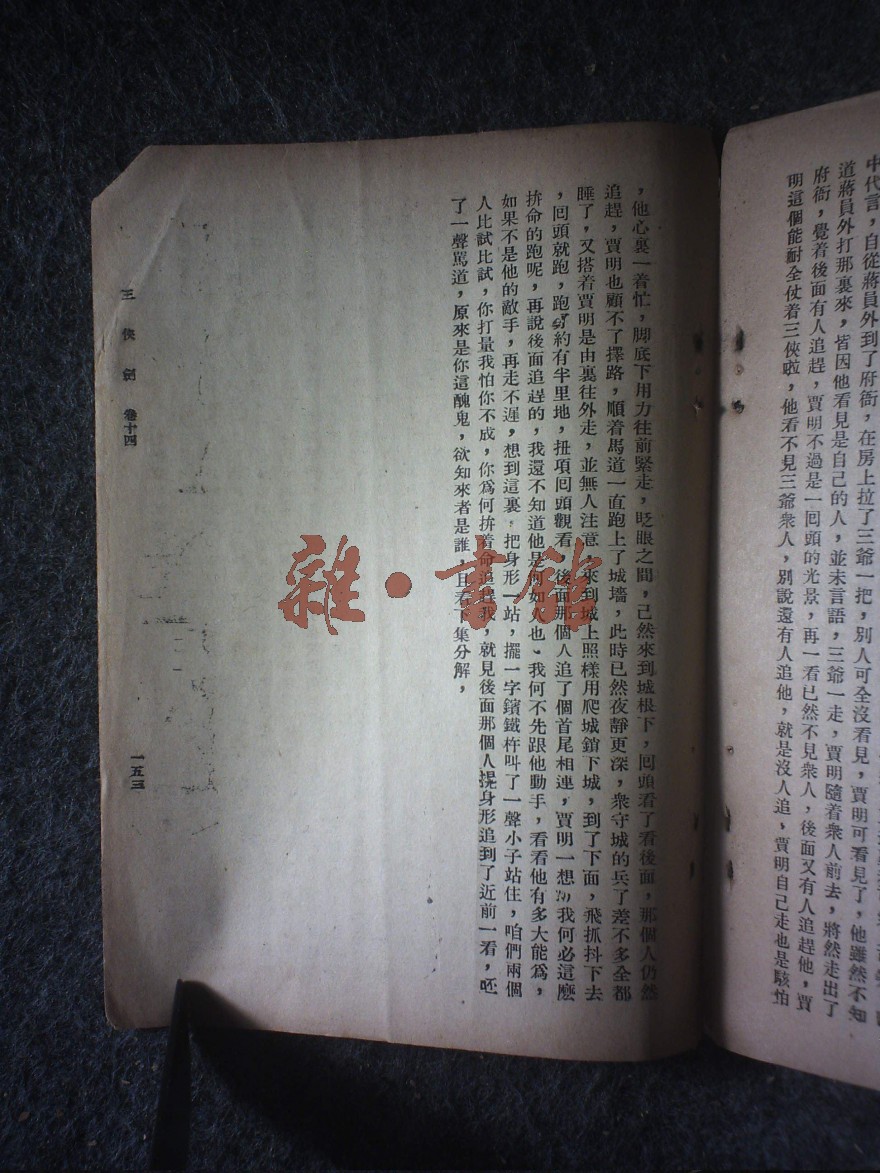 中代言，自從蔣員外到了府衙，在房上拉了三爺一把，別人可全沒看見，賈明可看見了，他雖然不知
道蔣員外打那裏來，皆因他看見是自己的人，並未言語，三爺一走，賈明隨着衆人前去，將然走出了
府衙，覺着後面有人追趕，賈明不過是一回頭的光景，再一看已然不見衆人，後面又有人追趕他，賈
明這個能耐全仗着三俠啦，他看不見三爺衆人，別說還有人追他，就是沒人追、賈明自己走也是駭怕
，他心裏一着忙，脚底下用力往前緊走，眨眼之間，己然來到城根下，回頭看了看後面，那個人仍然
追趕，賈明也顧不了擇路，順着馬道一直跑上了城墻，此時已然夜靜更深，衆守城的兵丁差不多全都
睡了，又搭着賈明是由裏往外走，並無人注意，來到城上照樣用爬城鎖下城，到了下面，飛抓抖下去
，回頭就跑，跑了約有半里地，扭項回頭觀看，後面那個人追了個首尾相連，賈明一想，我何必這麽
拚命的跑呢，再說後面追趕的，我還不知道他是何如人也、我何不先跟他動手，看看他有多大能爲，
如果不是他的敵手，再走不遲，想到這裏，把身形一站，擺一字鑌鐵杵叫了一聲小子站住，咱們兩個
人比試比試，你打量我怕你不成，你爲何拚着命追趕我，就見後面那個人提身形追到了近前一看，呸
了一聲駡道，原來是你這醜鬼，欲知來者是誰，且看下集分解，
三俠劍 卷十四
一五三
雜·書館